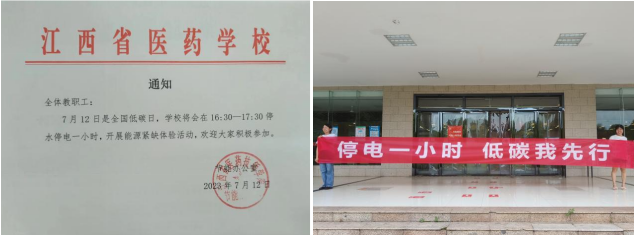 江西省医药学校
通知
全体教职工：
7月12日是全国低碳日，学校将会在16:30—17:30停
水停电一小时，开展能源紧缺体验活动，欢迎大家积极参加。
2023年7月12日
停电一小时 低碳我先行